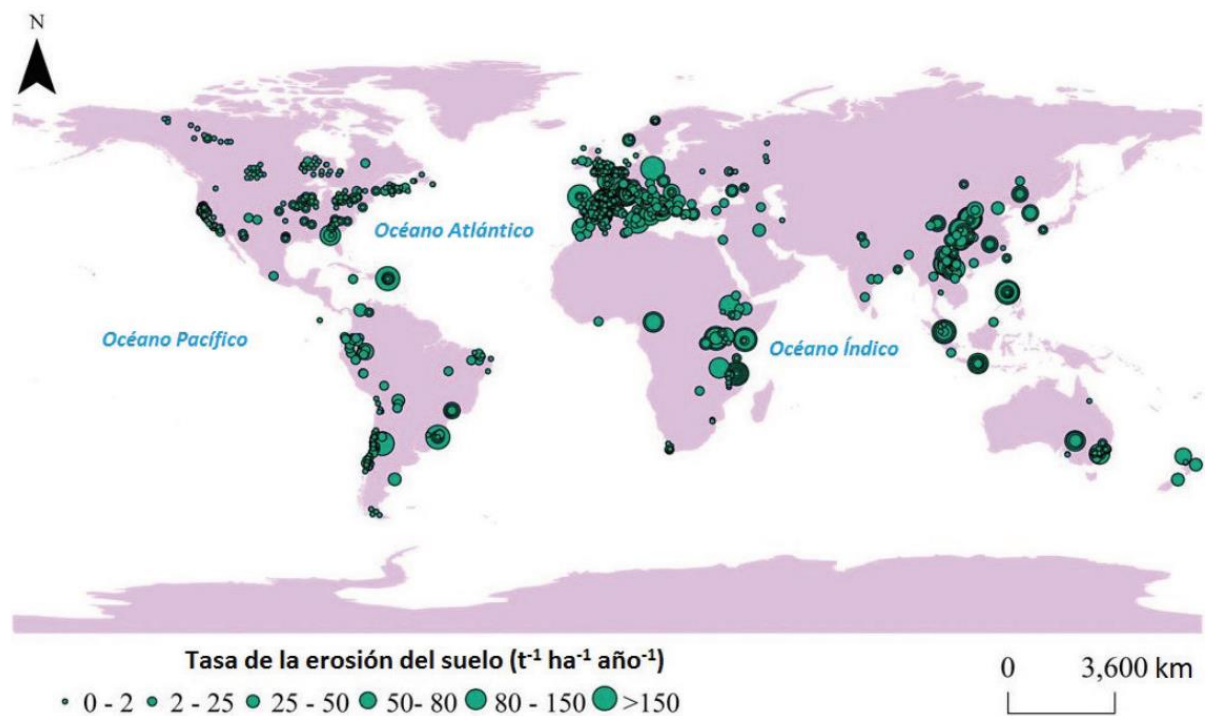 N
Océano Atlántico
Océano Pacífico
Océano Índico
Tasa de la erosión del suelo (t⁻¹ ha⁻¹ año⁻¹)
0 - 2 2 - 25 25 - 50 50- 80 80 - 150 >150
0 3,600 km